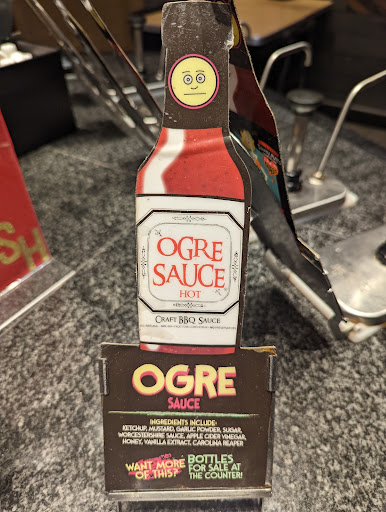 OGRE
SAUCE
HOT
CRAFT BBQ SAUCE
OGRE
SAUCE
INGREDIENTS INCLUDE:
KETCHUP, MUSTARD, GARLIC POWDER, SUGAR,
WORCESTERSHIRE SAUCE, APPLE CIDER VINEGAR,
HONEY, VANILLA EXTRACT, CAROLINA REAPER
WANT MORE
OF THIS?
BOTTLES
FOR SALE AT
THE COUNTER!
SH